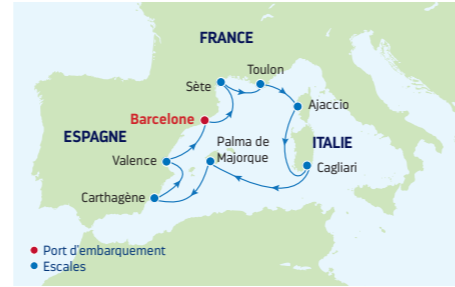 FRANCE
Toulon
Sète
Ajaccio
Barcelone
ESPAGNE
Palma de
Majorque
ITALIE
Valence
Cagliari
Carthagène
Port d'embarquement
Escales